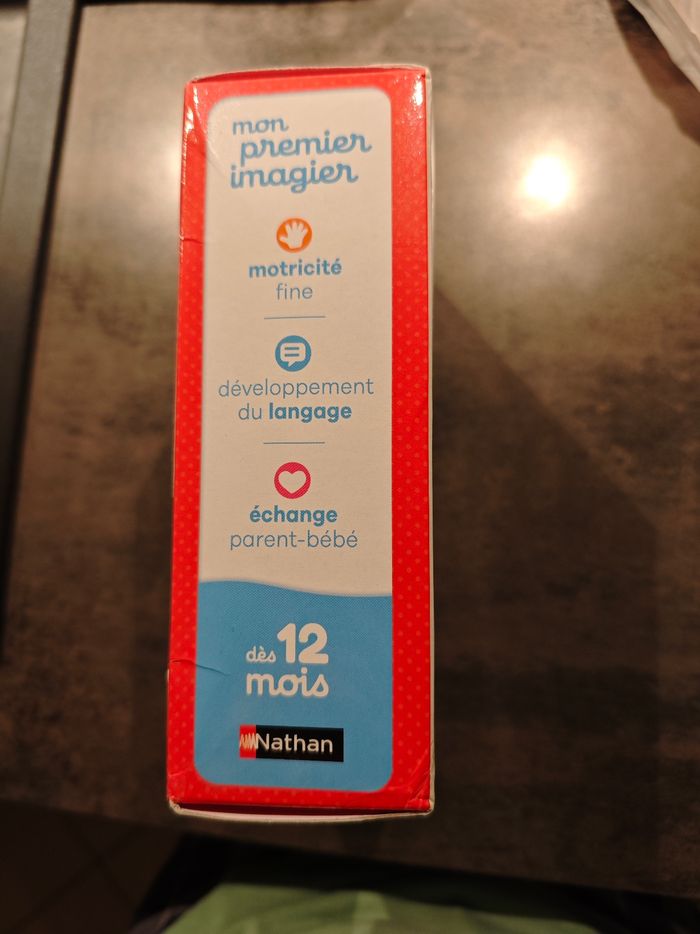 mon
premier
imagier
motricité
fine
développement
du langage
échange
parent-bébé
dès 12
mois
Nathan